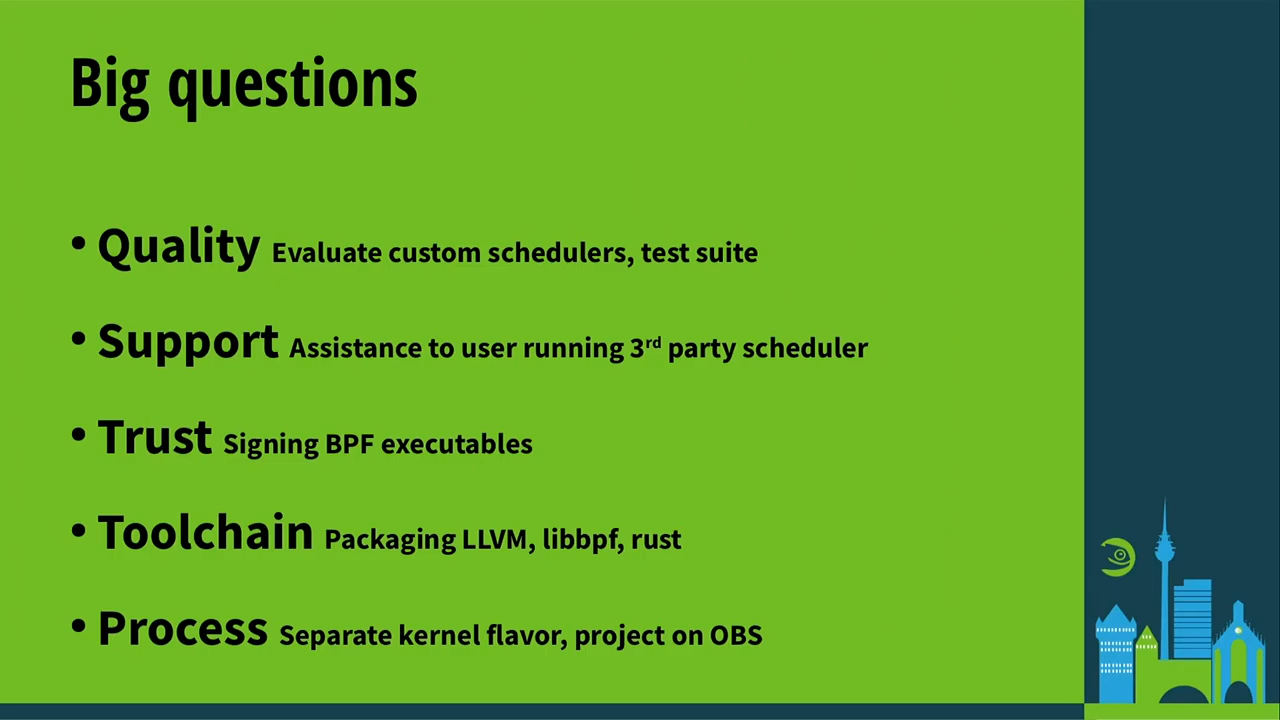 Big questions
• Quality Evaluate custom schedulers, test suite
• Support Assistance to user running 3rd party scheduler
• Trust Signing BPF executables
• Toolchain Packaging LLVM, libbpf, rust
• Process Separate kernel flavor, project on OBS